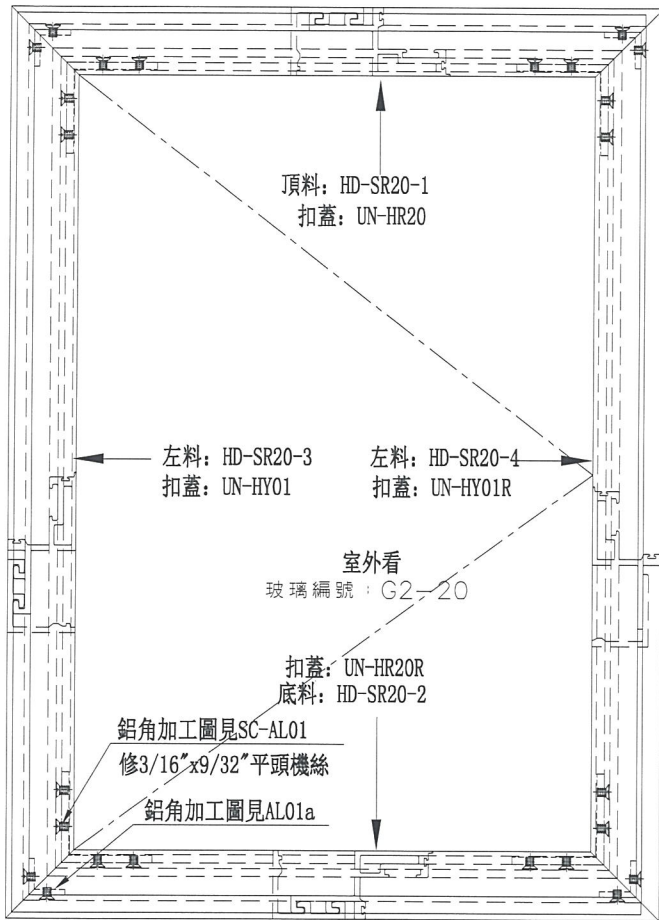 頂料: HD-SR20-1
扣蓋: UN-HR20
左料: HD-SR20-3
扣蓋: UN-HY01
左料: HD-SR20-4
扣蓋: UN-HY01R
室外看
玻璃編號：G2-20
扣蓋: UN-HR20R
底料: HD-SR20-2
鋁角加工圖見SC-AL01
修3/16"x9/32"平頭機絲
鋁角加工圖見AL01a